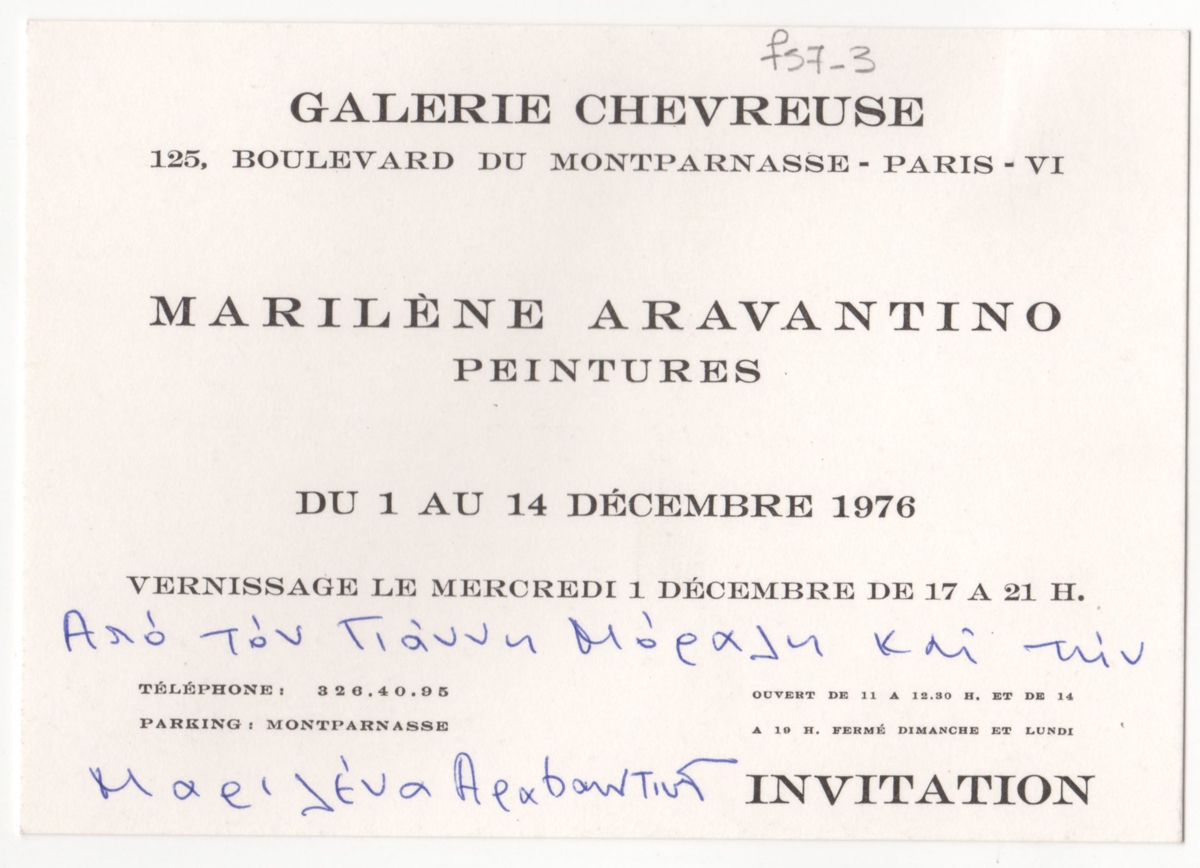 f57-3
GALERIE CHEVREUSE
125, BOULEVARD DU MONTPARNASSE - PARIS - VI
MARILÈNE ARAVANTINO
PEINTURES
DU 1 AU 14 DÉCEMBRE 1976
VERNISSAGE LE MERCREDI 1 DÉCEMBRE DE 17 A 21 H.
Από τόν Γιάννη Μόραλη καί τήν
TÉLÉPHONE: 326.40.95
PARKING: MONTPARNASSE
OUVERT DE 11 A 12.30 H. ET DE 14
A 19 H. FERMÉ DIMANCHE ET LUNDI
Μαριλένα Αραβαντινού
INVITATION